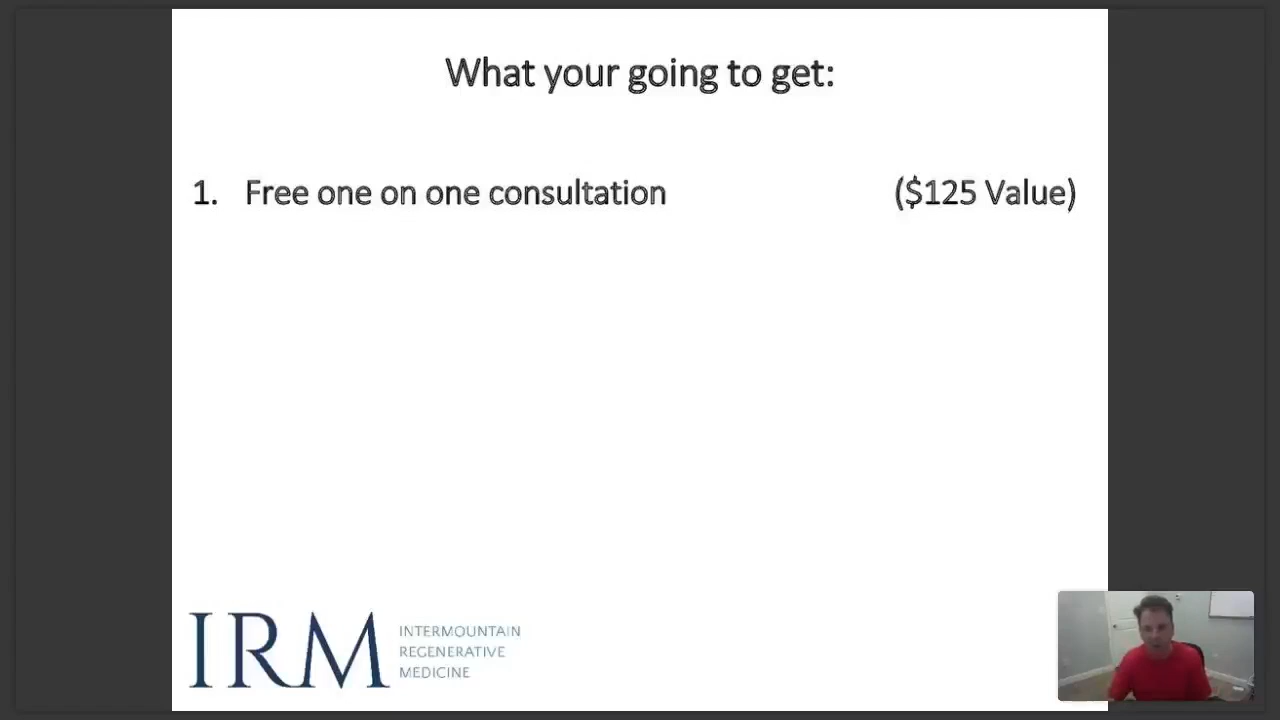 What your going to get:
1. Free one on one consultation ($125 Value)
IRM
INTERMOUNTAIN
REGENERATIVE
MEDICINE